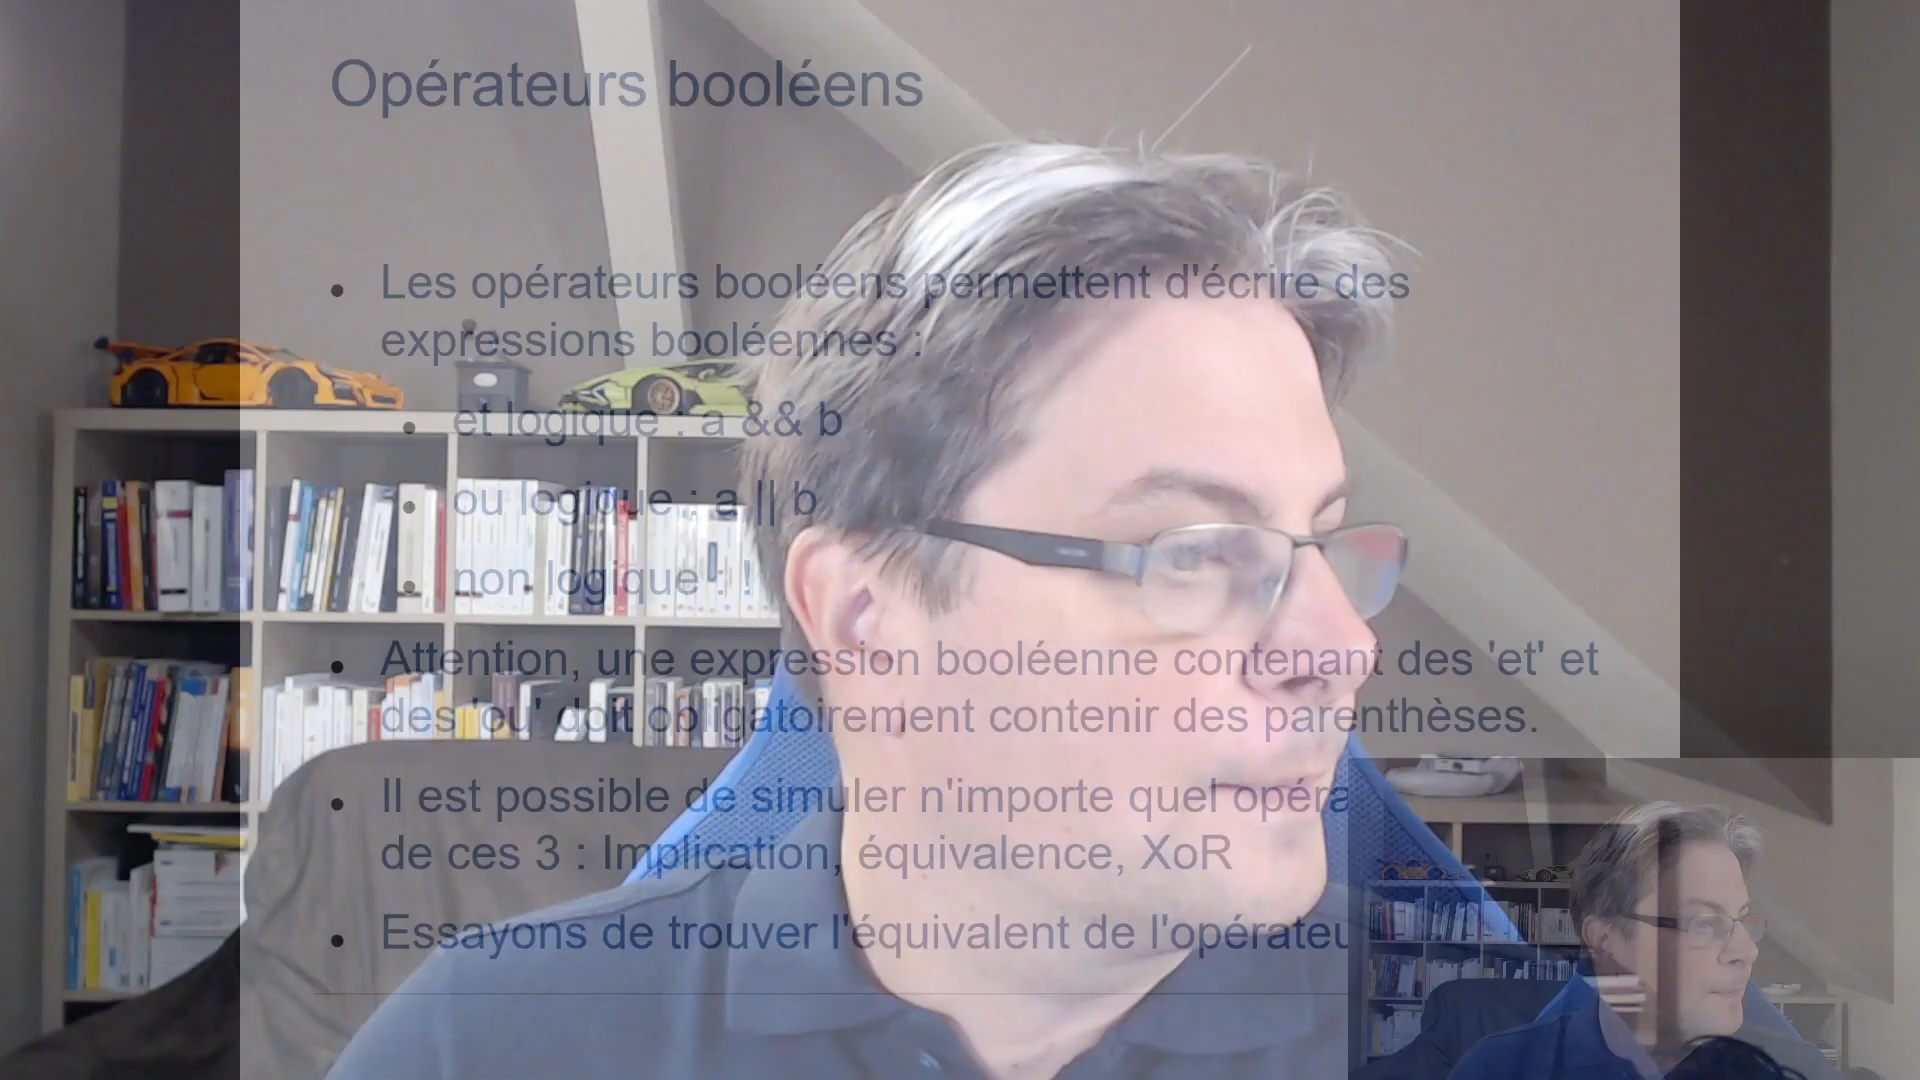 Opérateurs booléens
Les opérateurs booléens permettent d'écrire des
expressions booléennes :
et logique : a && b
ou logique : a || b
non logique : !
Attention, une expression booléenne contenant des 'et' et
des 'ou' doit obligatoirement contenir des parenthèses.
Il est possible de simuler n'importe quel opéra
de ces 3 : Implication, équivalence, XoR
Essayons de trouver l'équivalent de l'opérateu